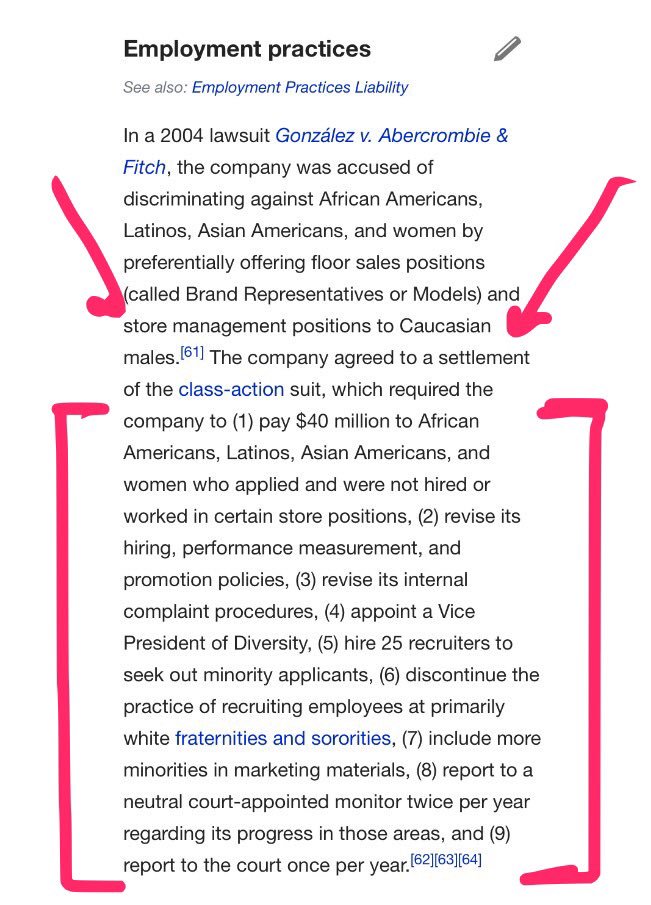 Employment practices
See also: Employment Practices Liability
In a 2004 lawsuit González v. Abercrombie &
Fitch, the company was accused of
discriminating against African Americans,
Latinos, Asian Americans, and women by
preferentially offering floor sales positions
(called Brand Representatives or Models) and
store management positions to Caucasian
males.[61] The company agreed to a settlement
of the class-action suit, which required the
company to (1) pay $40 million to African
Americans, Latinos, Asian Americans, and
women who applied and were not hired or
worked in certain store positions, (2) revise its
hiring, performance measurement, and
promotion policies, (3) revise its internal
complaint procedures, (4) appoint a Vice
President of Diversity, (5) hire 25 recruiters to
seek out minority applicants, (6) discontinue the
practice of recruiting employees at primarily
white fraternities and sororities, (7) include more
minorities in marketing materials, (8) report to a
neutral court-appointed monitor twice per year
regarding its progress in those areas, and (9)
report to the court once per year.[62][63][64]